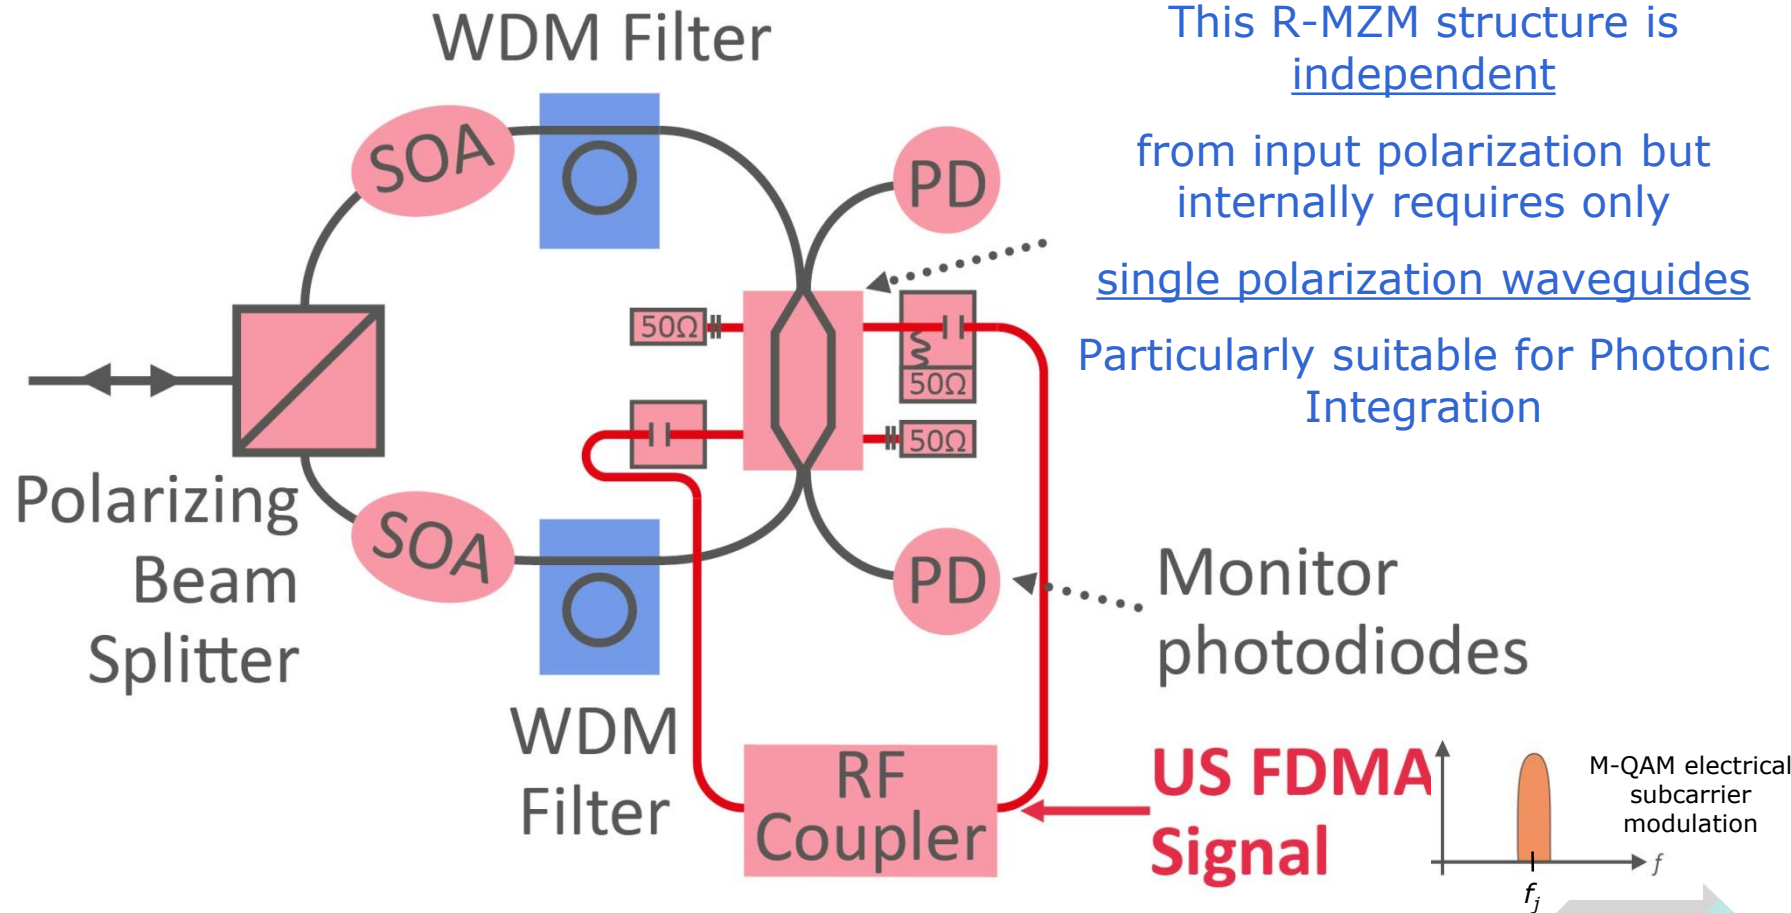 WDM Filter
This R-MZM structure is
independent
from input polarization but
internally requires only
single polarization waveguides
Particularly suitable for Photonic
Integration
SOA
PD
50Ω
50Ω
50Ω
Polarizing
Beam
Splitter
SOA
PD
Monitor
photodiodes
WDM
Filter
RF
Coupler
US FDMA
Signal
M-QAM electrical
subcarrier
modulation
f
fj